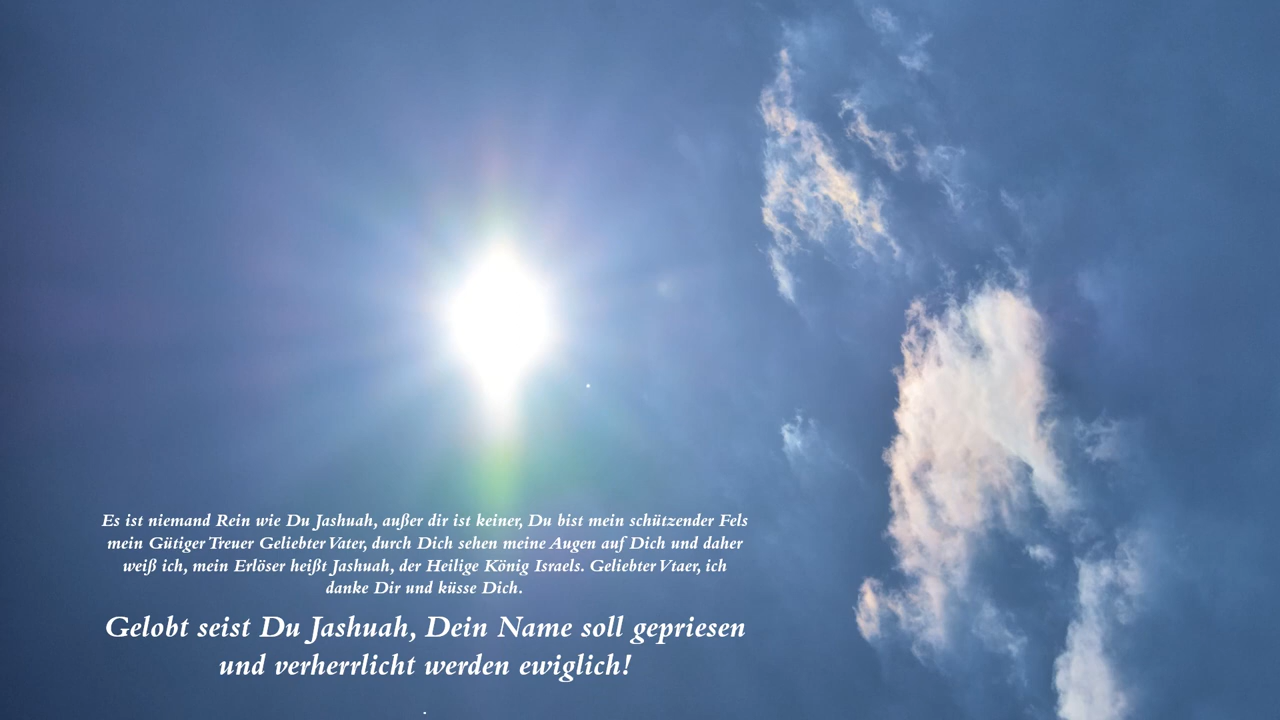 Es ist niemand Rein wie Du Jashuah, außer dir ist keiner, Du bist mein schützender Fels
mein Gütiger Treuer Geliebter Vater, durch Dich sehen meine Augen auf Dich und daher
weiß ich, mein Erlöser heißt Jashuah, der Heilige König Israels. Geliebter Vtaer, ich
danke Dir und küsse Dich.
Gelobt seist Du Jashuah, Dein Name soll gepriesen
und verherrlicht werden ewiglich!